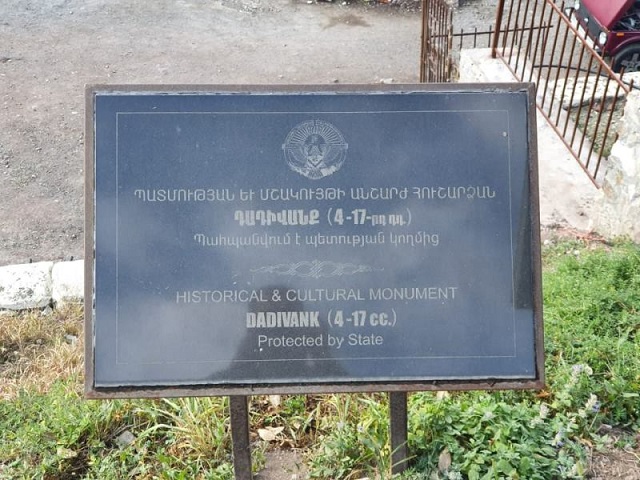 ՊԱՏՄՈՒԹՅԱՆ ԵՒ ՄՇԱԿՈՒՅԹԻ ԱՆՇԱՐԺ ՀՈՒՇԱՐՁԱՆ
ԴԱԴԻՎԱՆՔ (4-17-րդ դդ.)
Պահպանվում է պետության կողմից
HISTORICAL & CULTURAL MONUMENT
DADIVANK (4-17 cc.)
Protected by State